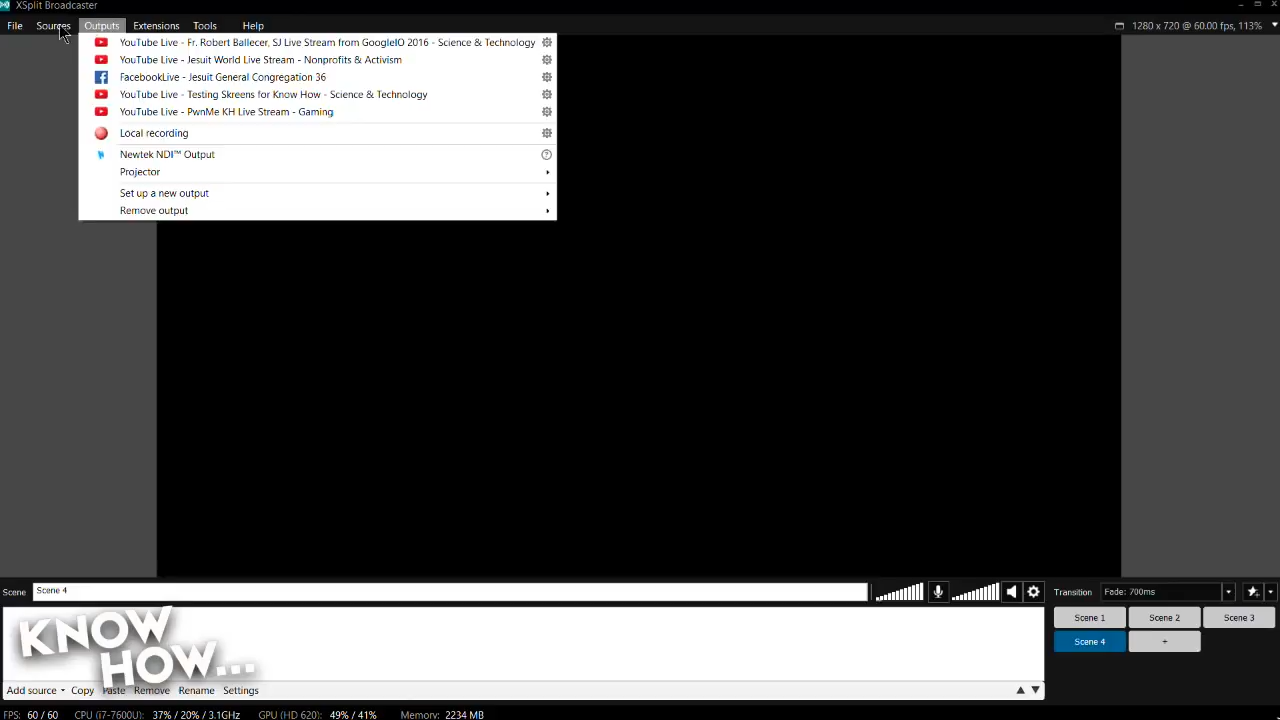 XSplit Broadcaster
File Sources Outputs Extensions Tools Help 1280 x 720 @ 60.00 fps, 113%
YouTube Live - Fr. Robert Ballecer, SJ Live Stream from GoogleIO 2016 - Science & Technology
YouTube Live - Jesuit World Live Stream - Nonprofits & Activism
FacebookLive - Jesuit General Congregation 36
YouTube Live - Testing Skreens for Know How - Science & Technology
YouTube Live - PwnMe KH Live Stream - Gaming
Local recording
Newtek NDI™ Output
Projector
Set up a new output
Remove output
Scene Scene 4 Transition Fade: 700ms
Scene 1 Scene 2 Scene 3
Scene 4 +
KNOW
HOW...
Add source Copy Paste Remove Rename Settings
FPS: 60 / 60 CPU (i7-7600U): 37% / 20% / 3.1GHz GPU (HD 620): 49% / 41% Memory: 2234 MB